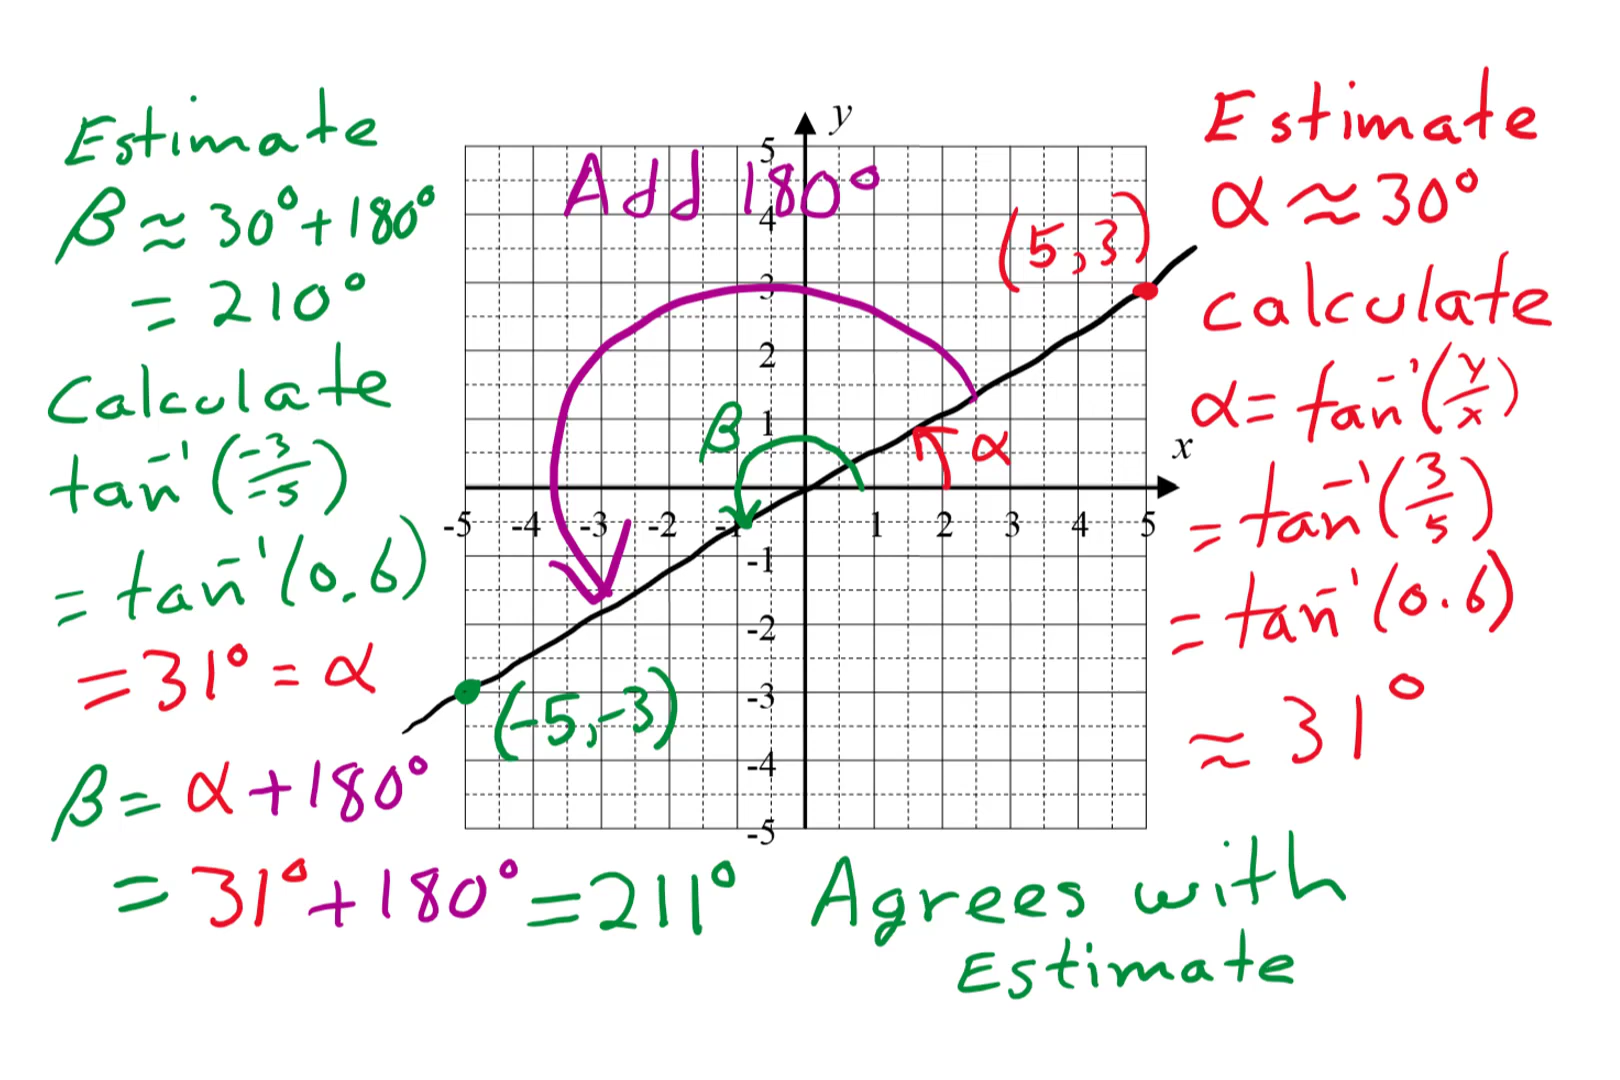 Estimate
β ≈ 30° + 180°
= 210°
Calculate
tan⁻¹(-3/-5)
= tan⁻¹(0.6)
= 31° = α
β = α + 180°
= 31° + 180° = 211° Agrees with
Estimate
y
Add 180°
5
4
3
2
1
-5 -4 -3 -2 -1 1 2 3 4 5
x
-1
-2
-3
-4
-5
(5,3)
β
α
(-5,-3)
Estimate
α ≈ 30°
Calculate
α = tan⁻¹(y/x)
= tan⁻¹(3/5)
= tan⁻¹(0.6)
≈ 31°